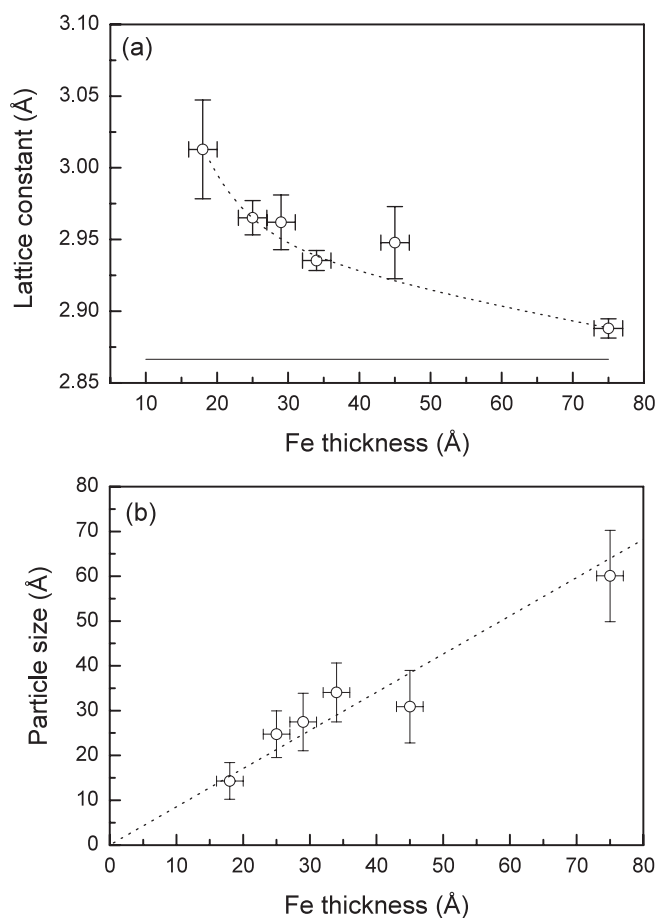 3.10
(a)
3.05
3.00
2.95
2.90
2.85
Lattice constant (Å)
10 20 30 40 50 60 70 80
Fe thickness (Å)
80
(b)
70
60
50
40
30
20
10
0
Particle size (Å)
0 10 20 30 40 50 60 70 80
Fe thickness (Å)